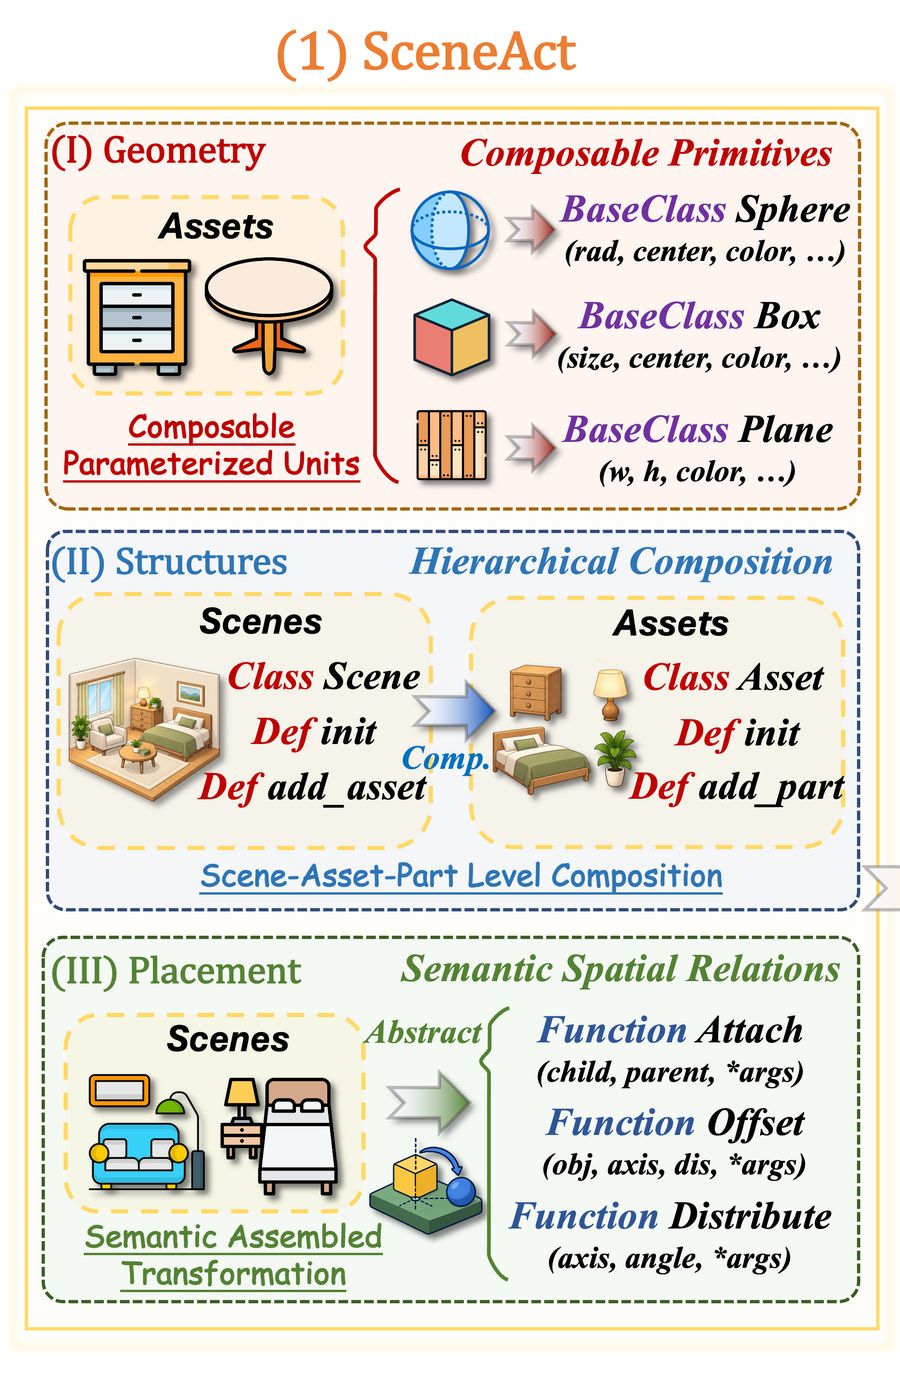 (1) SceneAct
(I) Geometry
Composable Primitives
Assets
BaseClass Sphere
(rad, center, color, ...)
BaseClass Box
(size, center, color, ...)
Composable
Parameterized Units
BaseClass Plane
(w, h, color, ...)
(II) Structures
Hierarchical Composition
Scenes
Class Scene
Def init
Def add_asset
Comp.
Assets
Class Asset
Def init
Def add_part
Scene-Asset-Part Level Composition
(III) Placement
Semantic Spatial Relations
Scenes
Abstract
Function Attach
(child, parent, *args)
Function Offset
(obj, axis, dis, *args)
Function Distribute
(axis, angle, *args)
Semantic Assembled
Transformation